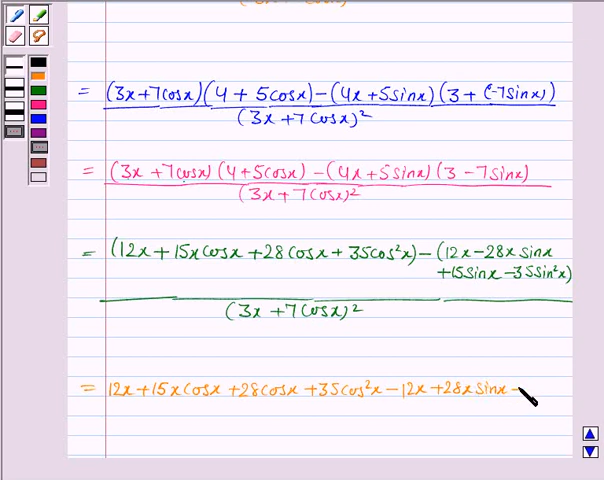 = (3x+7cosx)(4+5cosx)-(4x+5sinx)(3+(-7sinx))
(3x+7cosx)²
= (3x+7cosx)(4+5cosx)-(4x+5sinx)(3-7sinx)
(3x+7cosx)²
= (12x+15xcosx+28cosx+35cos²x)-(12x-28xsinx
+15sinx-35sin²x)
(3x+7cosx)²
= 12x+15xcosx+28cosx+35cos²x-12x+28xsinx-